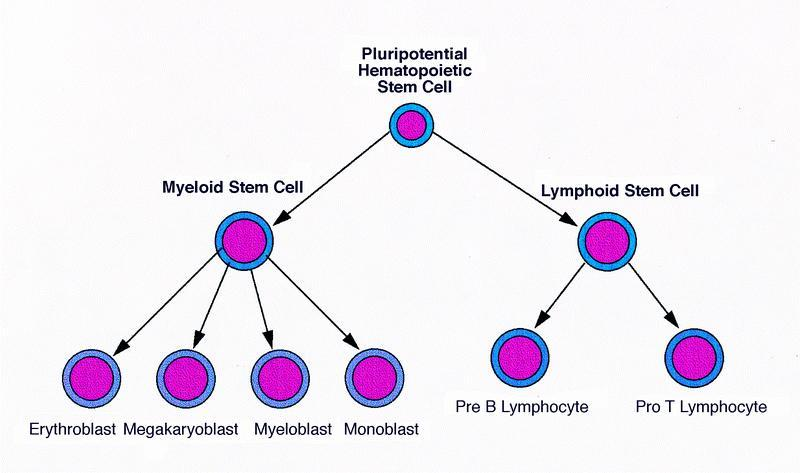 Pluripotential
Hematopoietic
Stem Cell
Myeloid Stem Cell
Lymphoid Stem Cell
Pre B Lymphocyte
Pro T Lymphocyte
Erythroblast
Megakaryoblast
Myeloblast
Monoblast